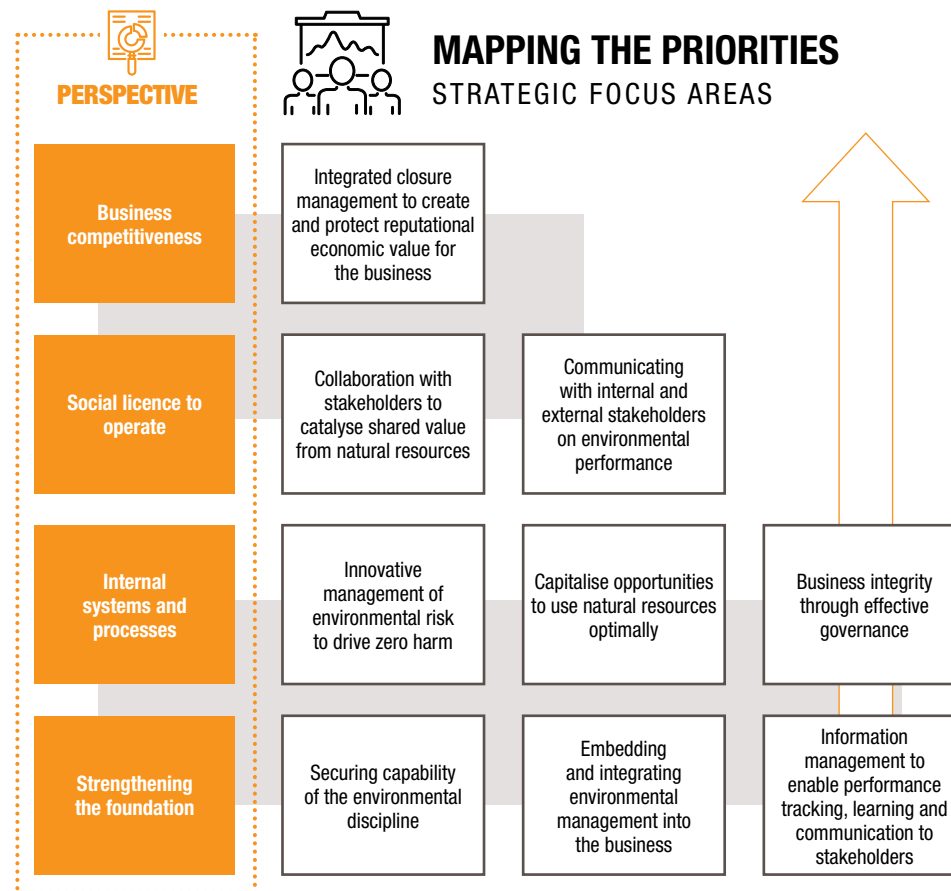 PERSPECTIVE
MAPPING THE PRIORITIES
STRATEGIC FOCUS AREAS
Business
competitiveness
Integrated closure
management to create
and protect reputational
economic value for
the business
Social licence to
operate
Collaboration with
stakeholders to
catalyse shared value
from natural resources
Communicating
with internal and
external stakeholders
on environmental
performance
Internal
systems and
processes
Innovative
management of
environmental risk
to drive zero harm
Capitalise opportunities
to use natural resources
optimally
Business integrity
through effective
governance
Strengthening
the foundation
Securing capability
of the environmental
discipline
Embedding
and integrating
environmental
management into
the business
Information
management to
enable performance
tracking, learning and
communication to
stakeholders